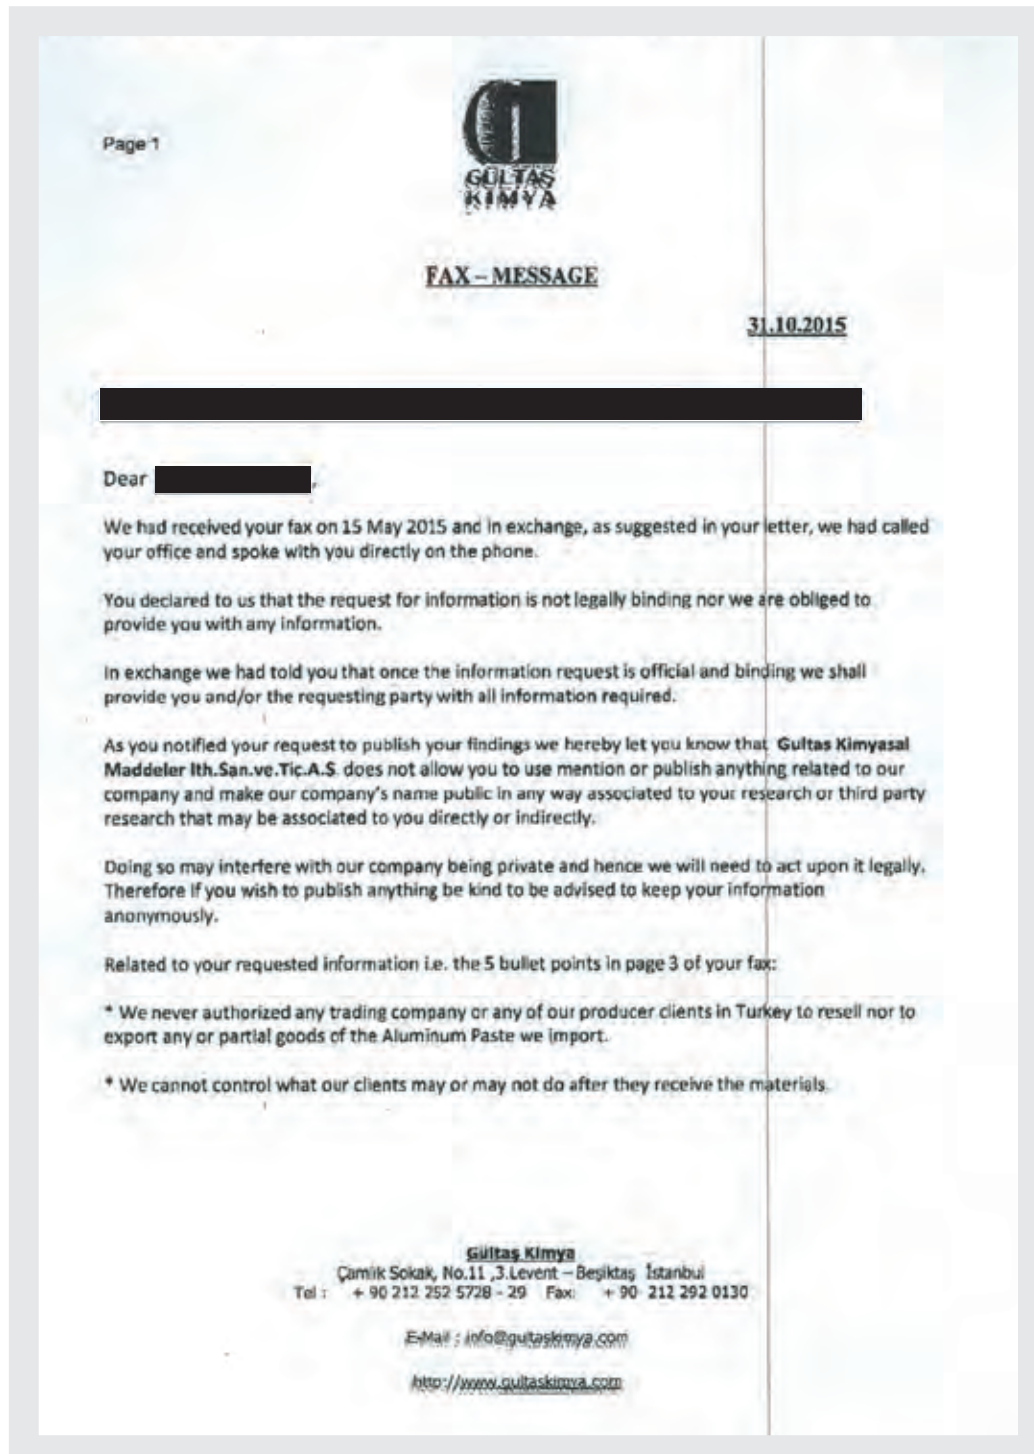 Page 1
GÜLTAŞ
KİMYA
FAX – MESSAGE
31.10.2015
Dear ,
We had received your fax on 15 May 2015 and in exchange, as suggested in your letter, we had called
your office and spoke with you directly on the phone.
You declared to us that the request for information is not legally binding nor we are obliged to
provide you with any information.
In exchange we had told you that once the information request is official and binding we shall
provide you and/or the requesting party with all information required.
As you notified your request to publish your findings we hereby let you know that Gultas Kimyasal
Maddeler Ith.San.ve.Tic.A.S. does not allow you to use mention or publish anything related to our
company and make our company's name public in any way associated to your research or third party
research that may be associated to you directly or indirectly.
Doing so may interfere with our company being private and hence we will need to act upon it legally.
Therefore if you wish to publish anything be kind to be advised to keep your information
anonymously.
Related to your requested information i.e. the 5 bullet points in page 3 of your fax:
* We never authorized any trading company or any of our producer clients in Turkey to resell nor to
export any or partial goods of the Aluminum Paste we import.
* We cannot control what our clients may or may not do after they receive the materials.
Gültaş Kimya
Çamlık Sokak, No.11 ,3.Levent – Beşiktaş İstanbul
Tel : + 90 212 252 5728 - 29 Fax: + 90 212 292 0130
E-Mail : info@gultaskimya.com
http://www.gultaskimya.com